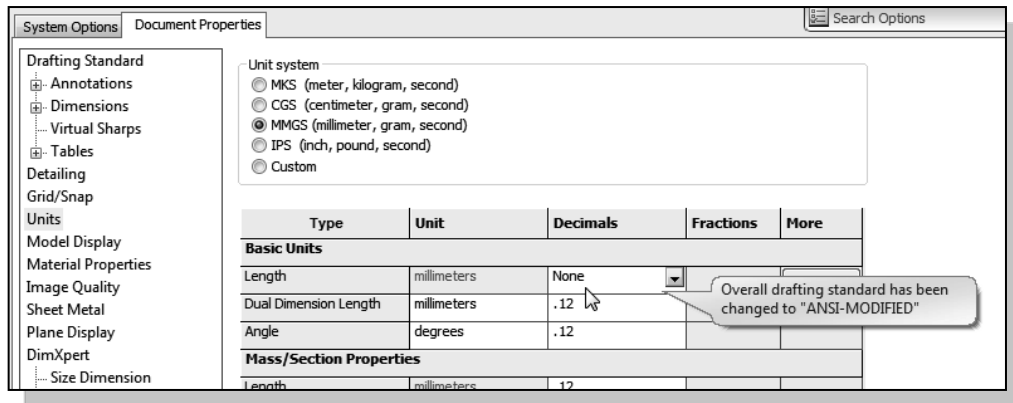 System Options
Document Properties
Search Options
Drafting Standard
Annotations
Dimensions
Virtual Sharps
Tables
Detailing
Grid/Snap
Units
Model Display
Material Properties
Image Quality
Sheet Metal
Plane Display
DimXpert
Size Dimension
Unit system
MKS (meter, kilogram, second)
CGS (centimeter, gram, second)
MMGS (millimeter, gram, second)
IPS (inch, pound, second)
Custom
Type Unit Decimals Fractions More
Basic Units
Length millimeters None
Dual Dimension Length millimeters .12
Angle degrees .12
Mass/Section Properties
Length millimeters .12
Overall drafting standard has been
changed to "ANSI-MODIFIED"